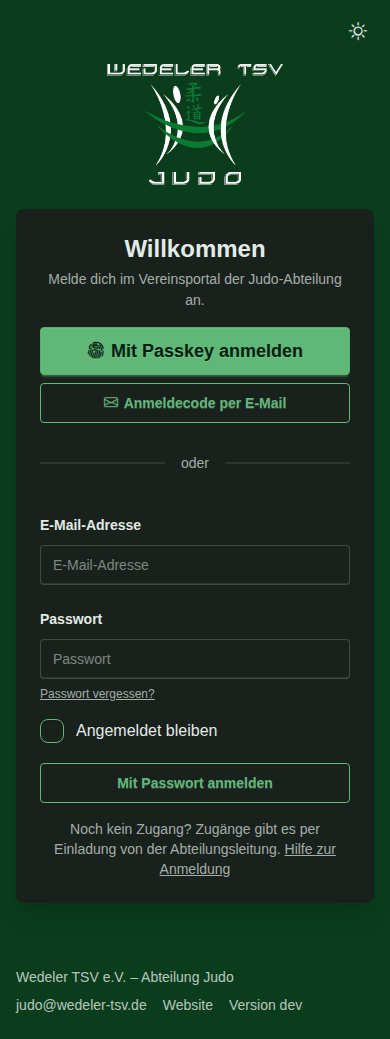 WEDELER TSV
柔道
JUDO
Willkommen
Melde dich im Vereinsportal der Judo-Abteilung
an.
Mit Passkey anmelden
Anmeldecode per E-Mail
oder
E-Mail-Adresse
E-Mail-Adresse
Passwort
Passwort
Passwort vergessen?
Angemeldet bleiben
Mit Passwort anmelden
Noch kein Zugang? Zugänge gibt es per
Einladung von der Abteilungsleitung. Hilfe zur
Anmeldung
Wedeler TSV e.V. – Abteilung Judo
judo@wedeler-tsv.de Website Version dev